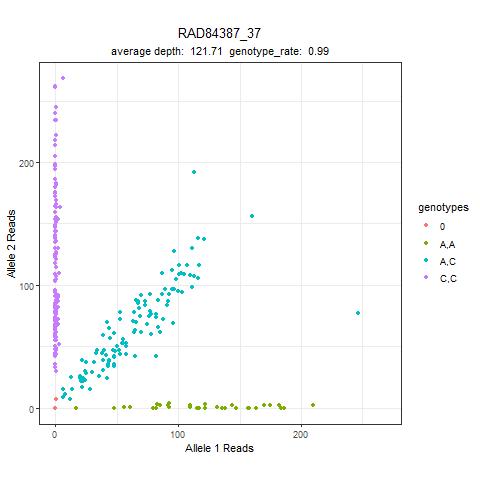 RAD84387_37
average depth:  121.71  genotype_rate:  0.99
Allele 2 Reads
200
100
0
0
100
200
Allele 1 Reads
genotypes
0
A,A
A,C
C,C